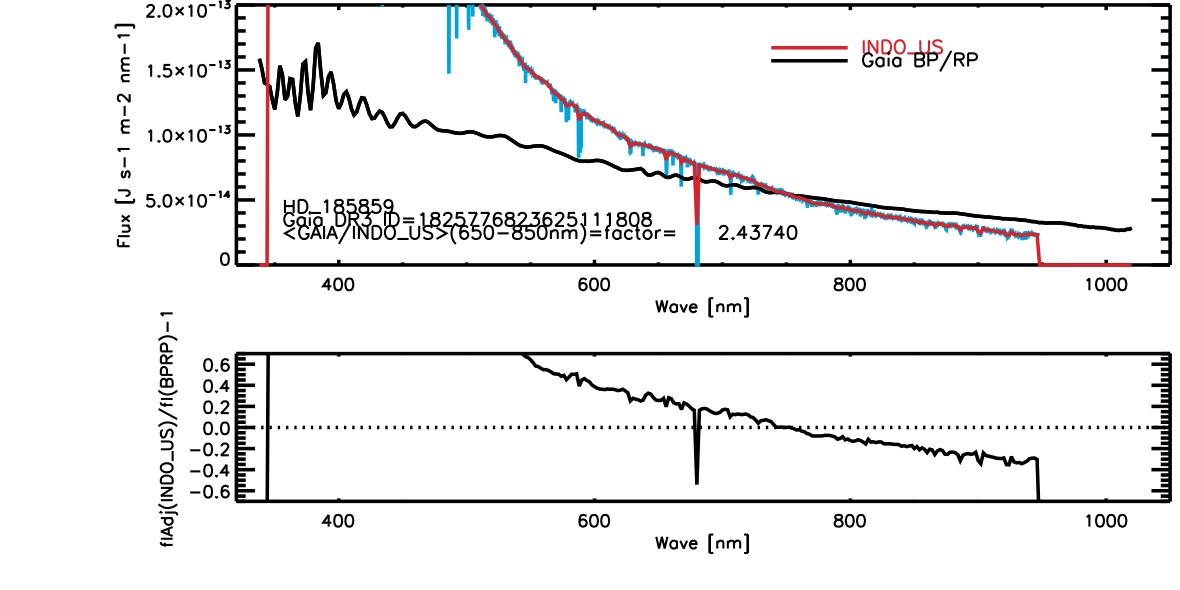 2.0×10−13
1.5×10−13
1.0×10−13
5.0×10−14
0
Flux [J s−1 m−2 nm−1]
INDO_US
Gaia BP/RP
HD_185859
Gaia DR3 ID=1825776823625111808
<GAIA/INDO_US>(650−850nm)=factor= 2.43740
400 600 800 1000
Wave [nm]
flAdj(INDO_US)/fl(BPRP)−1
0.6
0.4
0.2
0.0
−0.2
−0.4
−0.6
400 600 800 1000
Wave [nm]